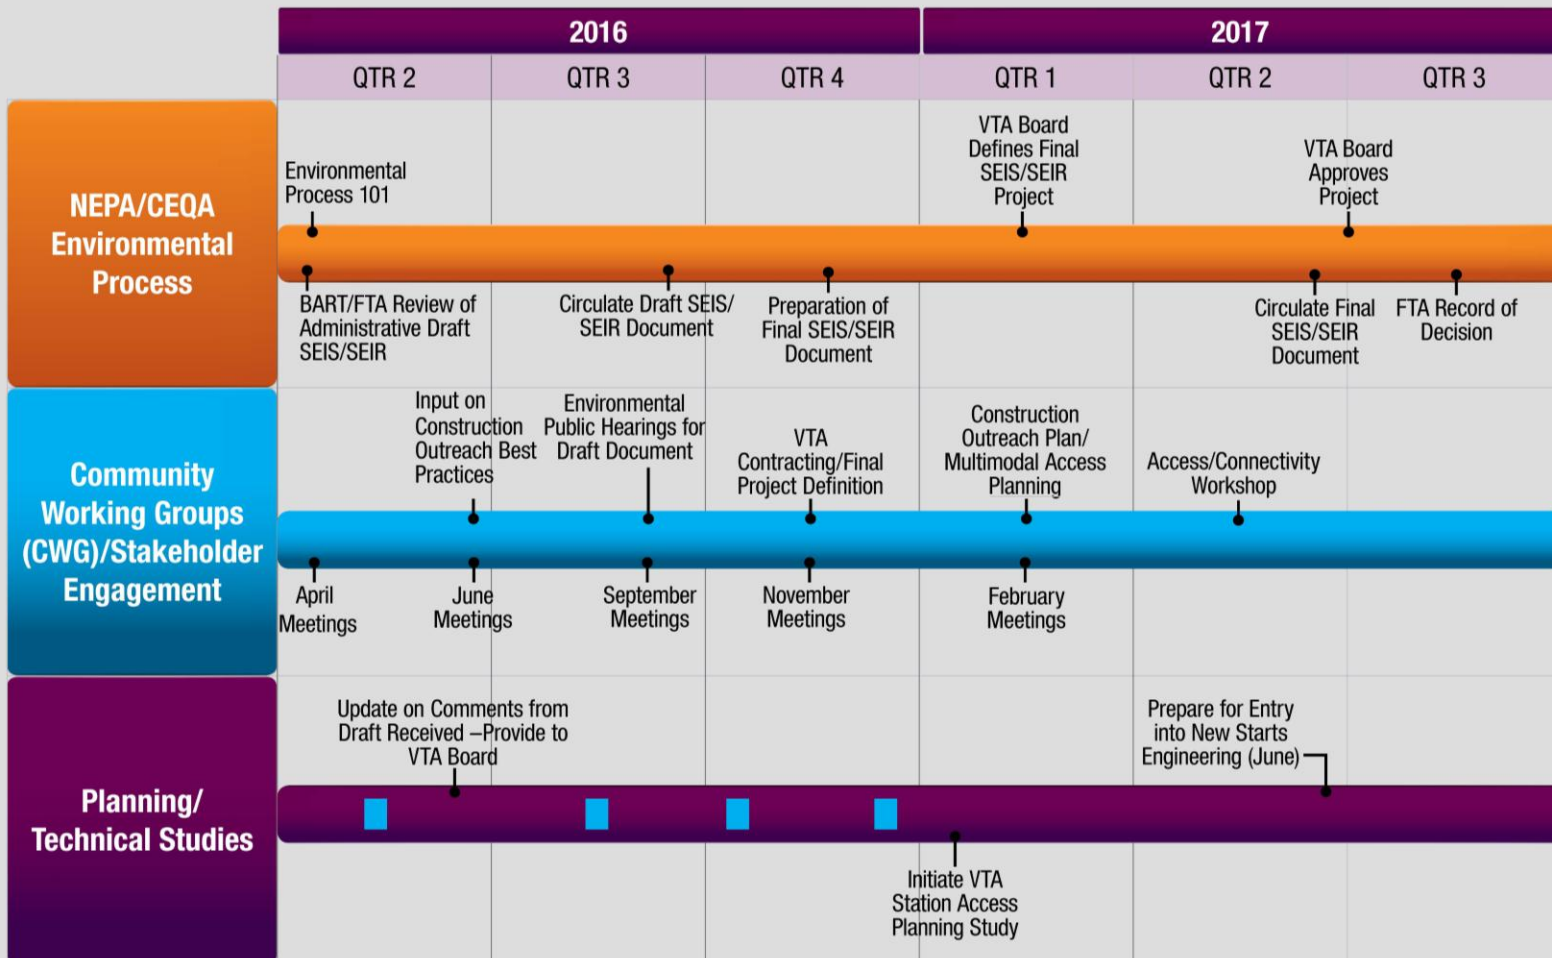 2016
2017
QTR 2
QTR 3
QTR 4
QTR 1
QTR 2
QTR 3
NEPA/CEQA
Environmental
Process
Environmental
Process 101
VTA Board
Defines Final
SEIS/SEIR
Project
VTA Board
Approves
Project
BART/FTA Review of
Administrative Draft
SEIS/SEIR
Circulate Draft SEIS/
SEIR Document
Preparation of
Final SEIS/SEIR
Document
Circulate Final
SEIS/SEIR
Document
FTA Record of
Decision
Community
Working Groups
(CWG)/Stakeholder
Engagement
Input on
Construction
Outreach Best
Practices
Environmental
Public Hearings for
Draft Document
VTA
Contracting/Final
Project Definition
Construction
Outreach Plan/
Multimodal Access
Planning
Access/Connectivity
Workshop
April
Meetings
June
Meetings
September
Meetings
November
Meetings
February
Meetings
Planning/
Technical Studies
Update on Comments from
Draft Received –Provide to
VTA Board
Prepare for Entry
into New Starts
Engineering (June)
Initiate VTA
Station Access
Planning Study